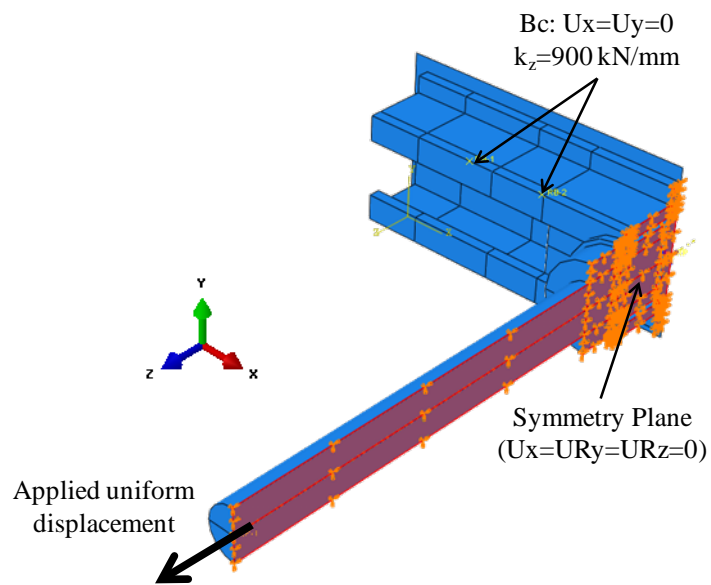 Bc: Ux=Uy=0
kz=900 kN/mm
Y
Z
X
Symmetry Plane
(Ux=URy=URz=0)
Applied uniform
displacement